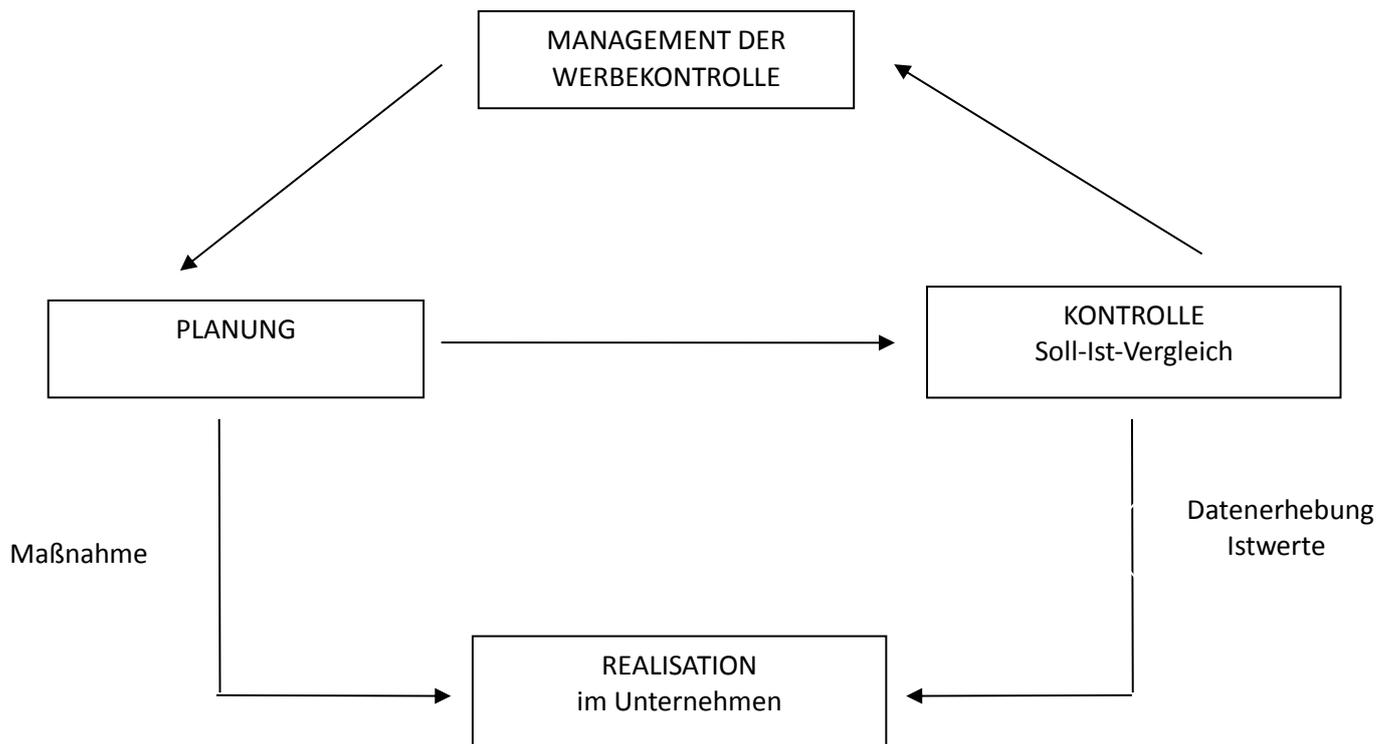 MANAGEMENT DER
WERBEKONTROLLE
PLANUNG
KONTROLLE
Soll-Ist-Vergleich
Maßnahme
Datenerhebung
Istwerte
REALISATION
im Unternehmen